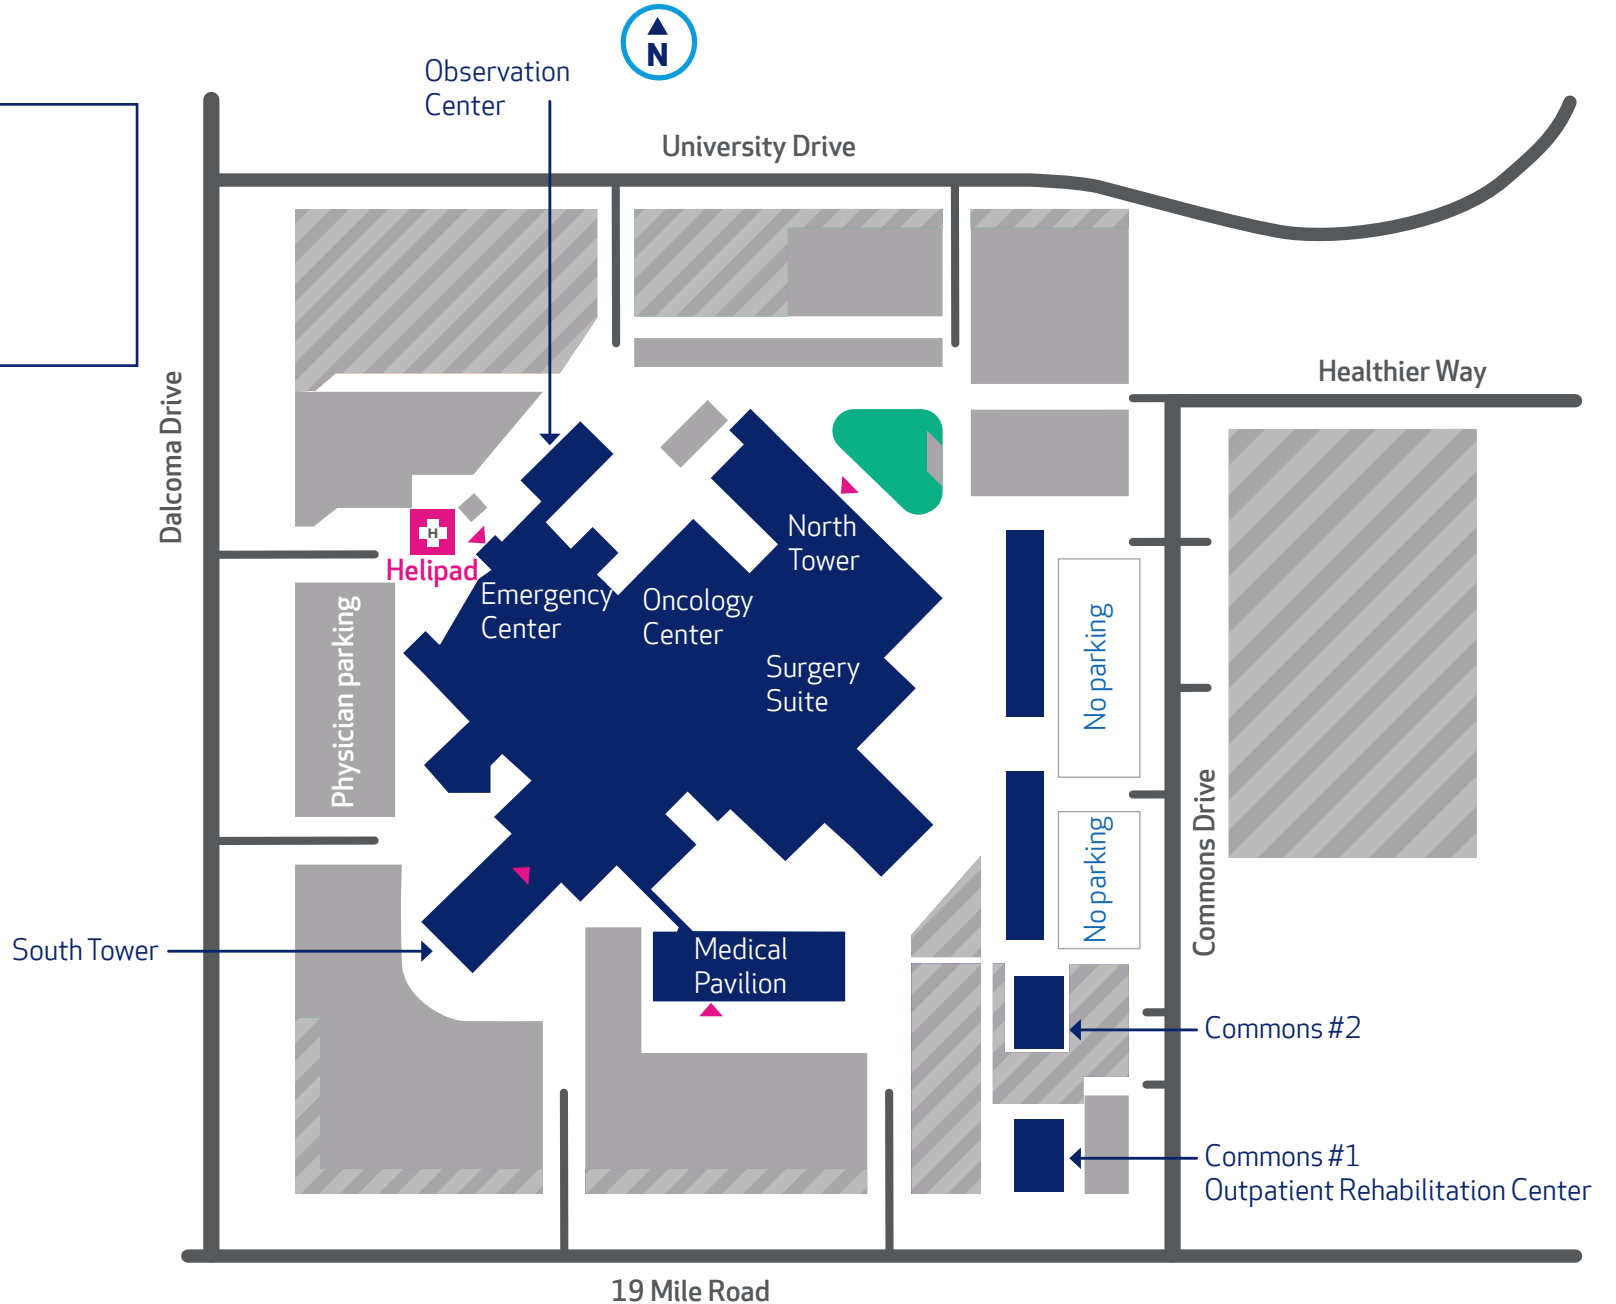 N
Observation
Center
University Drive
Healthier Way
Dalcoma Drive
H
Helipad
North
Tower
Emergency
Center
Oncology
Center
Surgery
Suite
Physician parking
No parking
No parking
Commons Drive
South Tower
Medical
Pavilion
Commons #2
Commons #1
Outpatient Rehabilitation Center
19 Mile Road